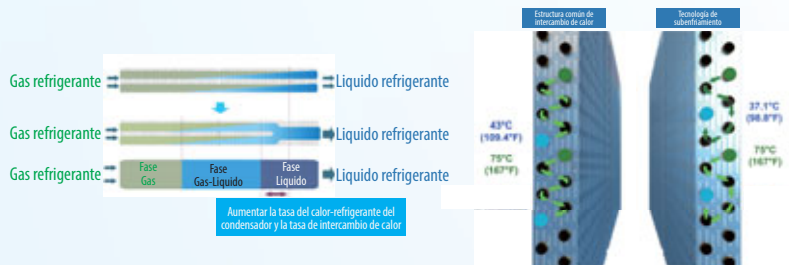 Estructura común de
intercambio de calor
Tecnología de
subenfriamiento
Gas refrigerante
Liquido refrigerante
Gas refrigerante
Liquido refrigerante
Gas refrigerante
Fase
Gas
Fase
Gas-Liquido
Fase
Liquido
Liquido refrigerante
Aumentar la tasa del calor-refrigerante del
condensador y la tasa de intercambio de calor
43°C
(109.4°F)
75°C
(167°F)
37.1°C
(98.8°F)
75°C
(167°F)